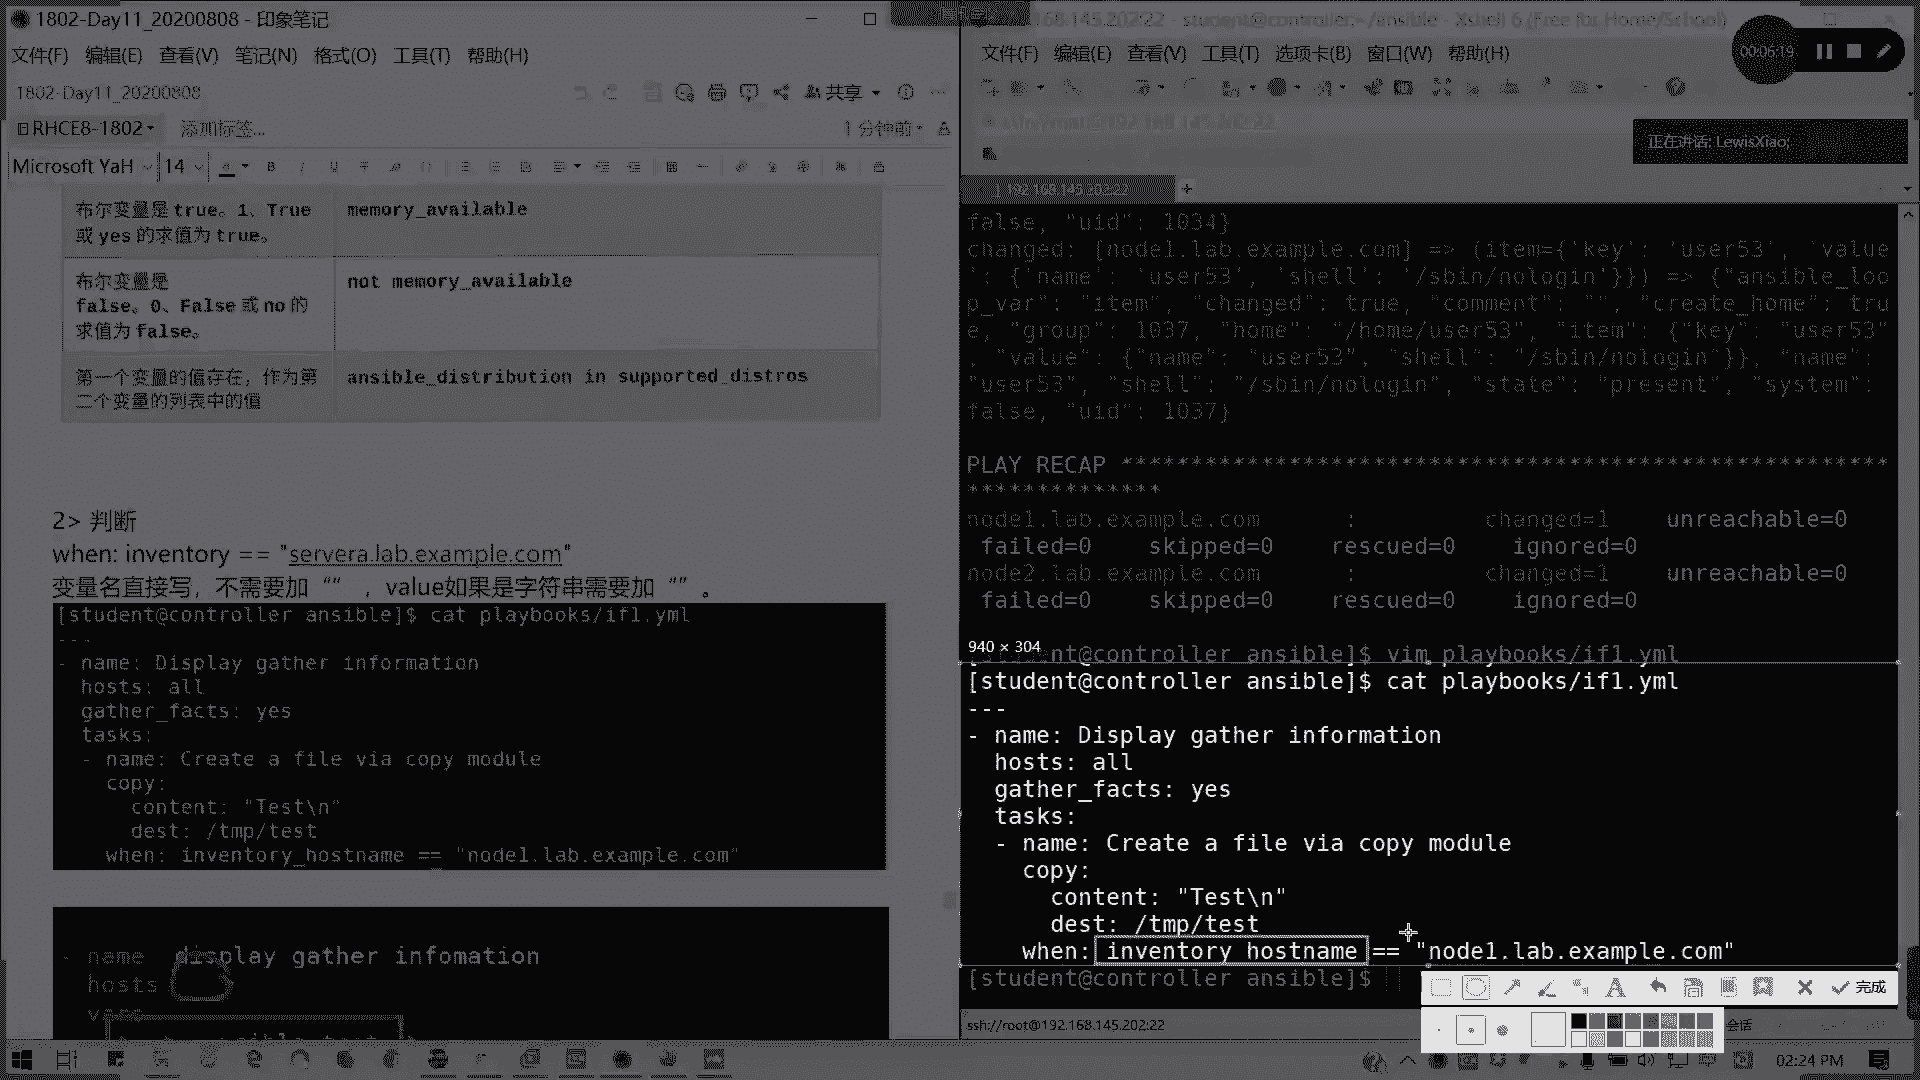 1802-Day11_20200808 - 印象笔记
文件(F) 编辑(E) 查看(V) 笔记(N) 格式(O) 工具(T) 帮助(H)
1802-Day11_20200808
共享
RHCE8-1802
添加标签...
1 分钟前
Microsoft YaH
14
布尔变量是 true。1、True
或 yes 的求值为 true。
memory_available
布尔变量是
false。0、False 或 no 的
求值为 false。
not memory_available
第一个变量的值存在，作为第
二个变量的列表中的值
ansible_distribution in supported_distros
2> 判断
when: inventory == "servera.lab.example.com"
变量名直接写，不需要加“”，value如果是字符串需要加“”。
[student@controller ansible]$ cat playbooks/if1.yml
---
- name: Display gather information
hosts: all
gather_facts: yes
tasks:
- name: Create a file via copy module
copy:
content: "Test\n"
dest: /tmp/test
when: inventory_hostname == "node1.lab.example.com"
- name display gather infomation
hosts
vars
168.145.202:22 - student@controller:~/ansible - Xshell 6 (Free for Home/School)
文件(F) 编辑(E) 查看(V) 工具(T) 选项卡(B) 窗口(W) 帮助(H)
00:05:19
ssh://root@192.168.145.202:22
正在讲话: LewisXiao;
1 192.168.145.202:22
false, "uid": 1034}
changed: [node1.lab.example.com] => (item={'key': 'user53', 'value
': {'name': 'user53', 'shell': '/sbin/nologin'}}) => {"ansible_loo
p_var": "item", "changed": true, "comment": "", "create_home": tru
e, "group": 1037, "home": "/home/user53", "item": {"key": "user53"
, "value": {"name": "user53", "shell": "/sbin/nologin"}}, "name":
"user53", "shell": "/sbin/nologin", "state": "present", "system":
false, "uid": 1037}
PLAY RECAP *******************************************************
**************
node1.lab.example.com : changed=1 unreachable=0
failed=0 skipped=0 rescued=0 ignored=0
node2.lab.example.com : changed=1 unreachable=0
failed=0 skipped=0 rescued=0 ignored=0
940 × 304
nt@controller ansible]$ vim playbooks/if1.yml
[student@controller ansible]$ cat playbooks/if1.yml
---
- name: Display gather information
hosts: all
gather_facts: yes
tasks:
- name: Create a file via copy module
copy:
content: "Test\n"
dest: /tmp/test
when: inventory_hostname == "node1.lab.example.com"
[student@controller ansible]$
完成
ssh://root@192.168.145.202:22
会话
02:24 PM